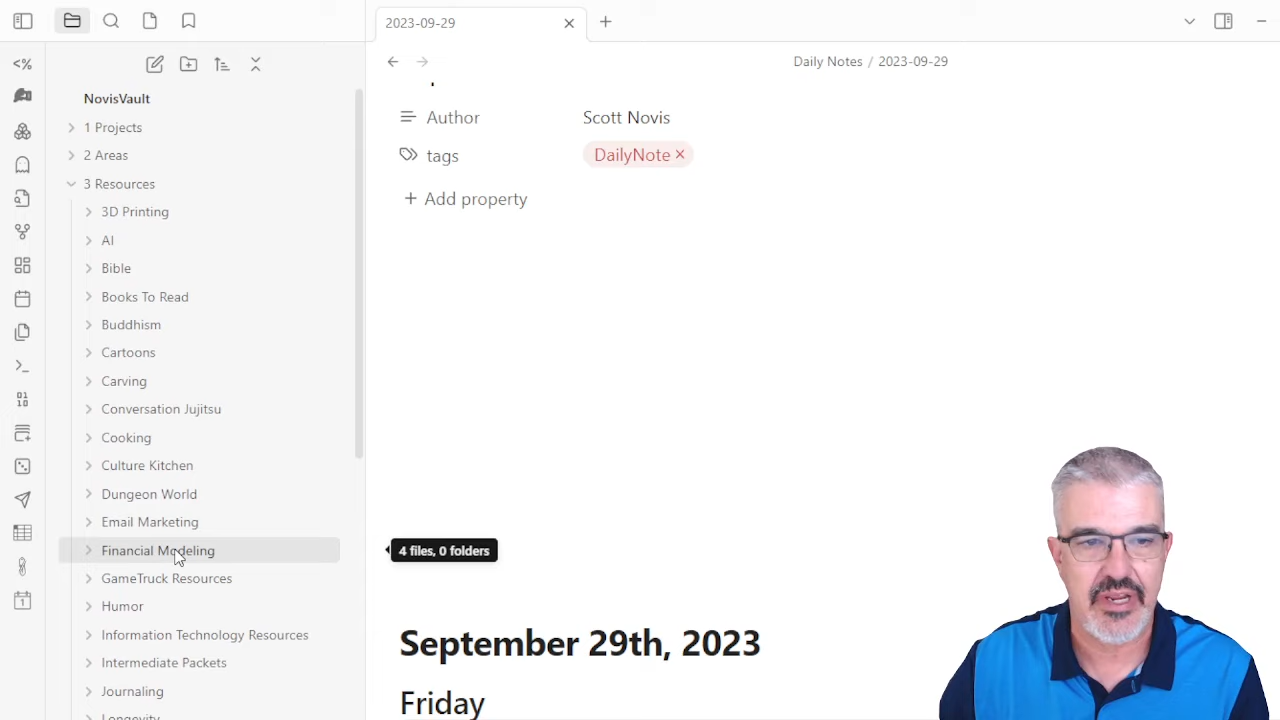 2023-09-29
Daily Notes / 2023-09-29
NovisVault
1 Projects
2 Areas
3 Resources
3D Printing
AI
Bible
Books To Read
Buddhism
Cartoons
Carving
Conversation Jujitsu
Cooking
Culture Kitchen
Dungeon World
Email Marketing
Financial Modeling
GameTruck Resources
Humor
Information Technology Resources
Intermediate Packets
Journaling
Longevity
Author Scott Novis
tags DailyNote ×
+ Add property
4 files, 0 folders
September 29th, 2023
Friday